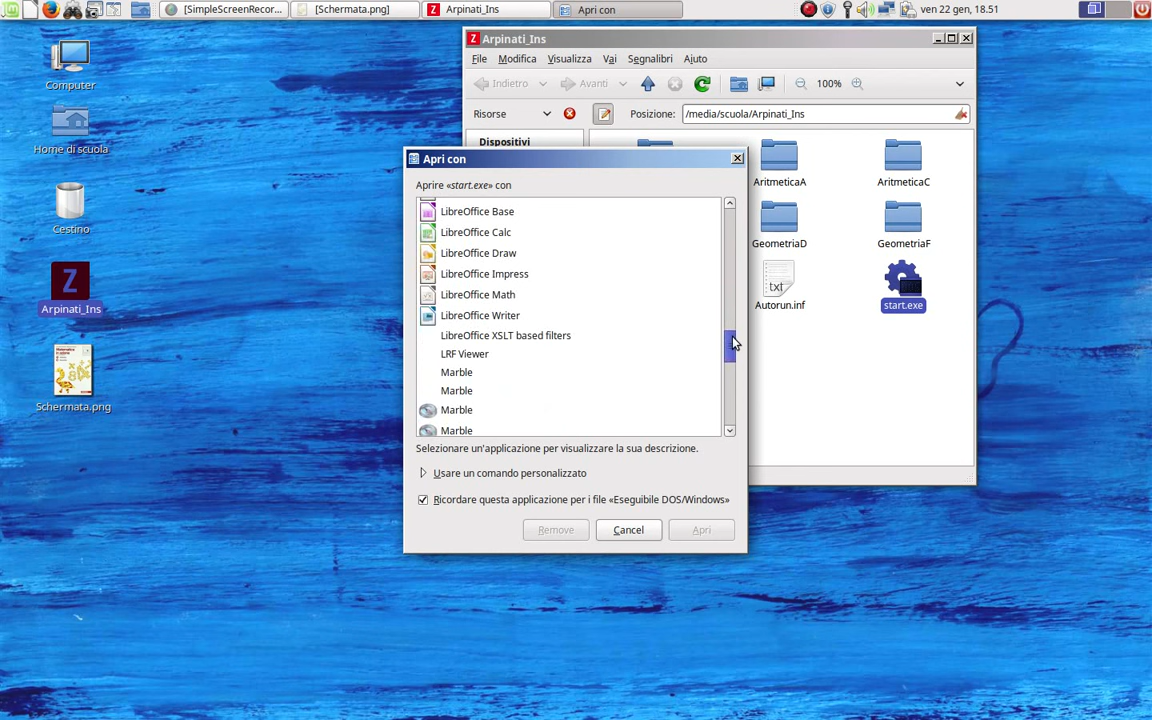 [SimpleScreenRecor...
[Schermata.png]
Arpinati_Ins
Apri con
ven 22 gen, 18.51
Computer
Home di scuola
Cestino
Z
Arpinati_Ins
Schermata.png
Arpinati_Ins
File Modifica Visualizza Vai Segnalibri Aiuto
Indietro Avanti 100%
Risorse Posizione: /media/scuola/Arpinati_Ins
Dispositivi
AritmeticaA
AritmeticaC
GeometriaD
GeometriaF
txt
Autorun.inf
start.exe
Apri con
Aprire «start.exe» con
LibreOffice Base
LibreOffice Calc
LibreOffice Draw
LibreOffice Impress
LibreOffice Math
LibreOffice Writer
LibreOffice XSLT based filters
LRF Viewer
Marble
Marble
Marble
Marble
Selezionare un'applicazione per visualizzare la sua descrizione.
Usare un comando personalizzato
Ricordare questa applicazione per i file «Eseguibile DOS/Windows»
Remove Cancel Apri